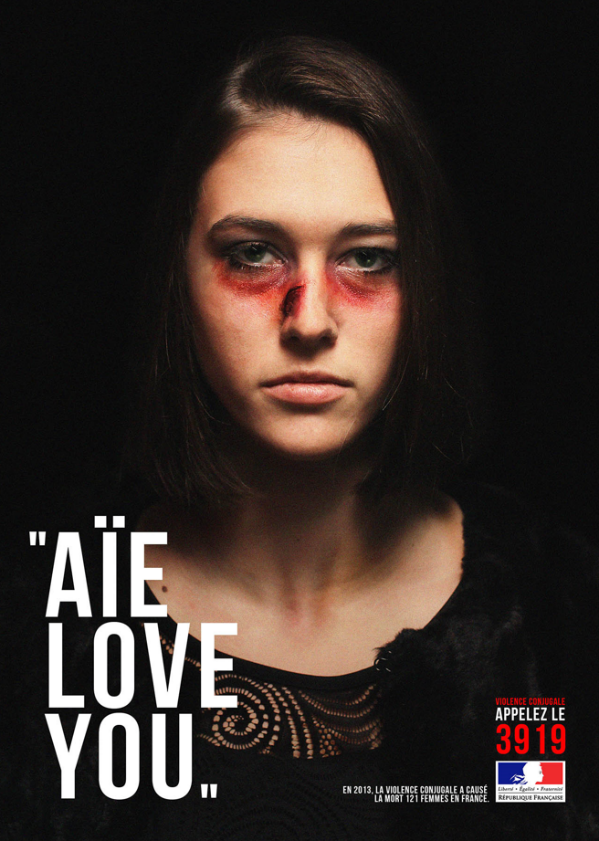 "AÏE
LOVE
YOU"
VIOLENCE CONJUGALE
APPELEZ LE
3919
Liberté • Égalité • Fraternité
RÉPUBLIQUE FRANÇAISE
EN 2013, LA VIOLENCE CONJUGALE A CAUSÉ
LA MORT 121 FEMMES EN FRANCE.